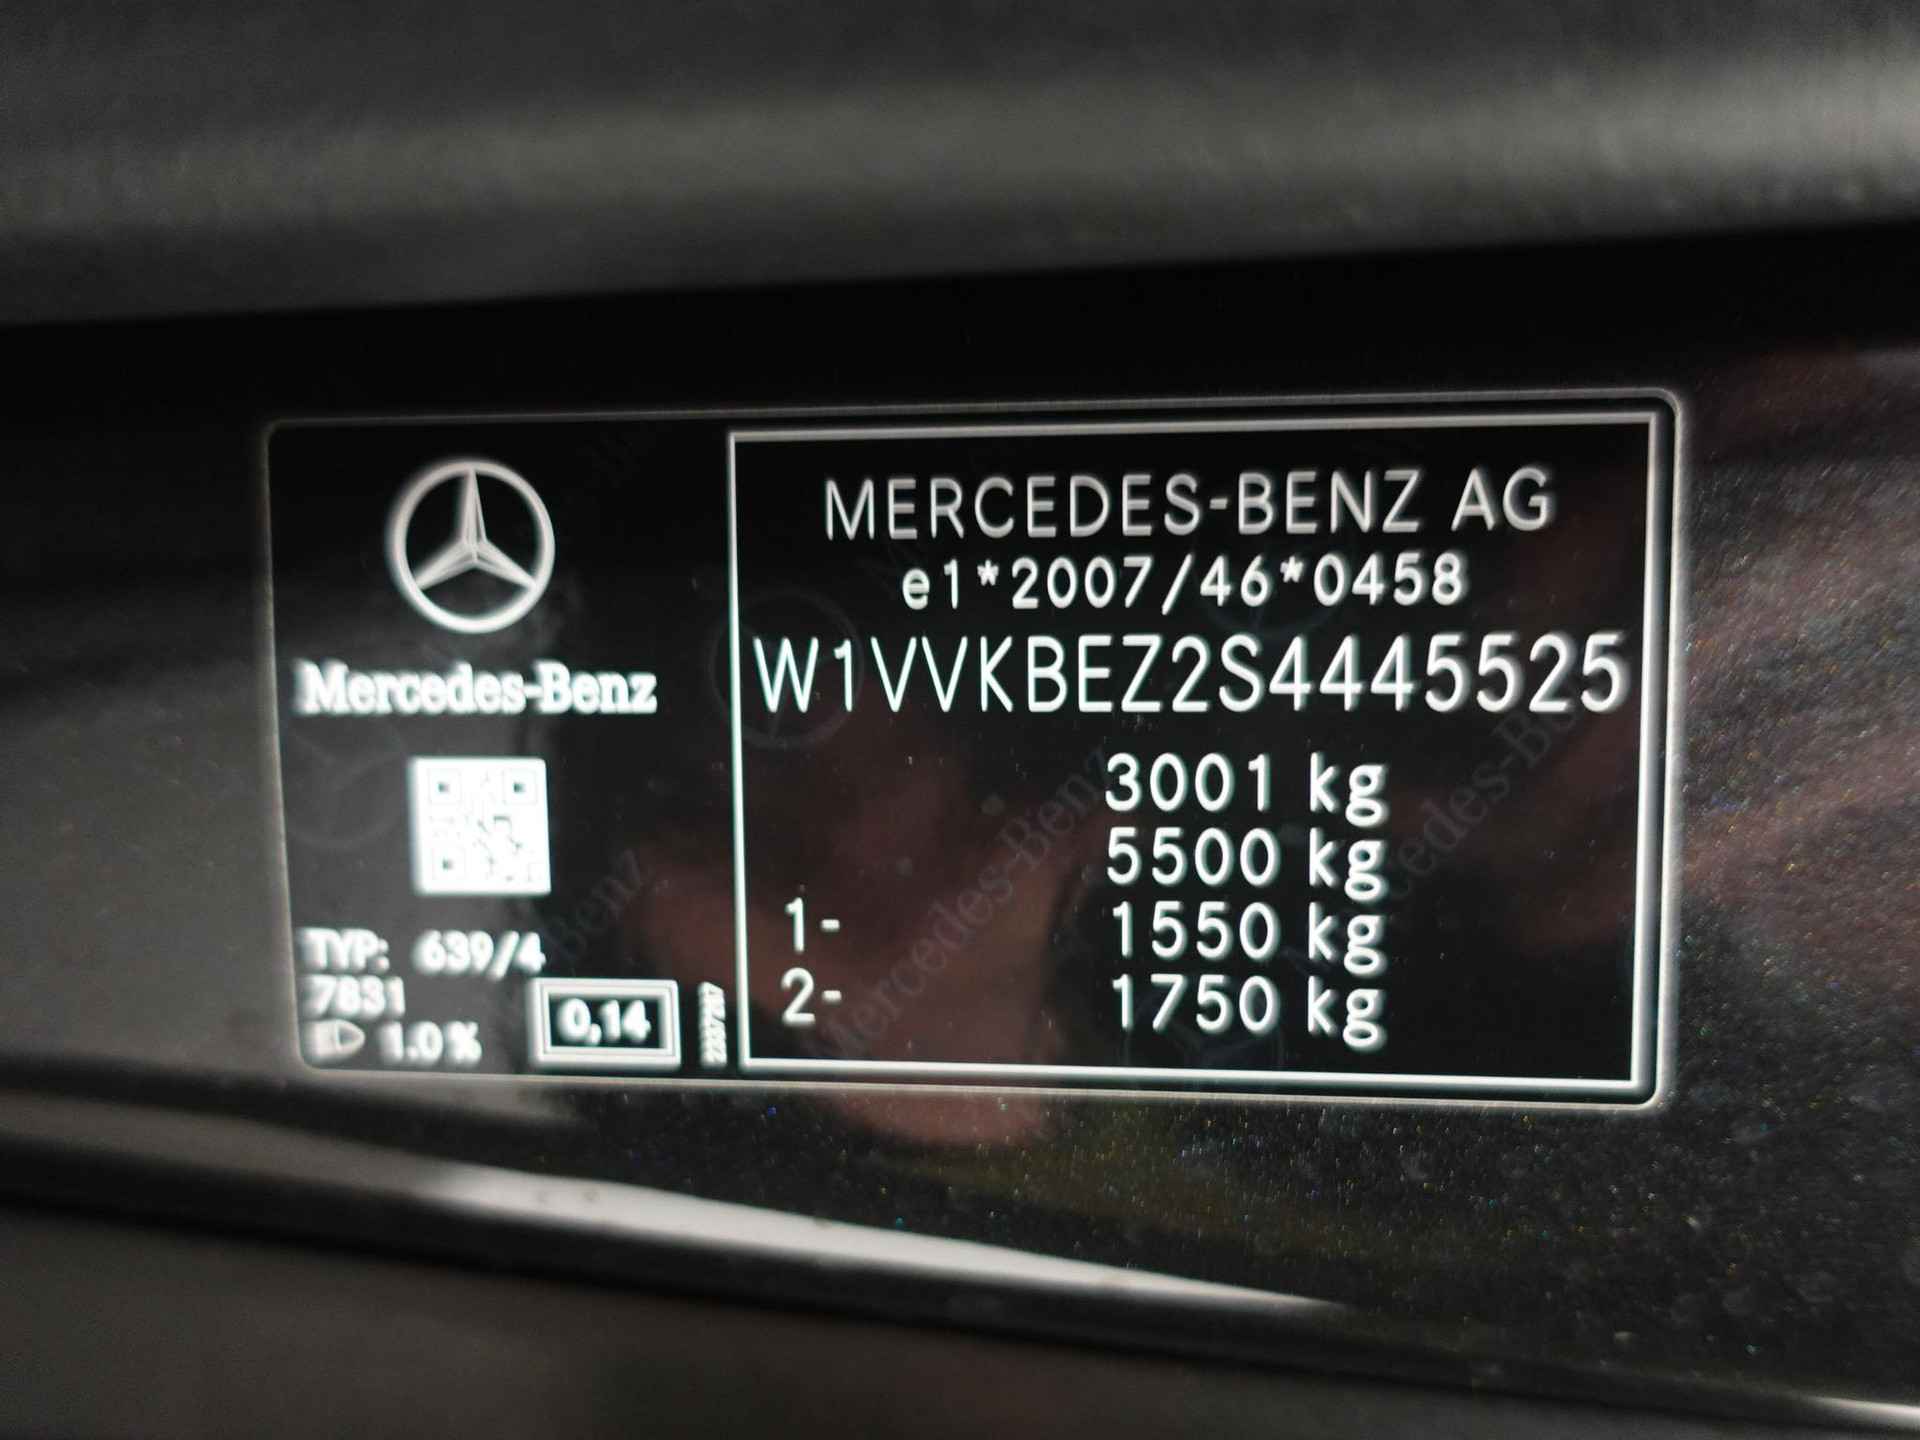 Mercedes-Benz
TYP: 639/4
7831
1.0%
0,14
MERCEDES-BENZ AG
e1*2007/46*0458
W1VVKBEZ2S4445525
3001 kg
5500 kg
1- 1550 kg
2- 1750 kg